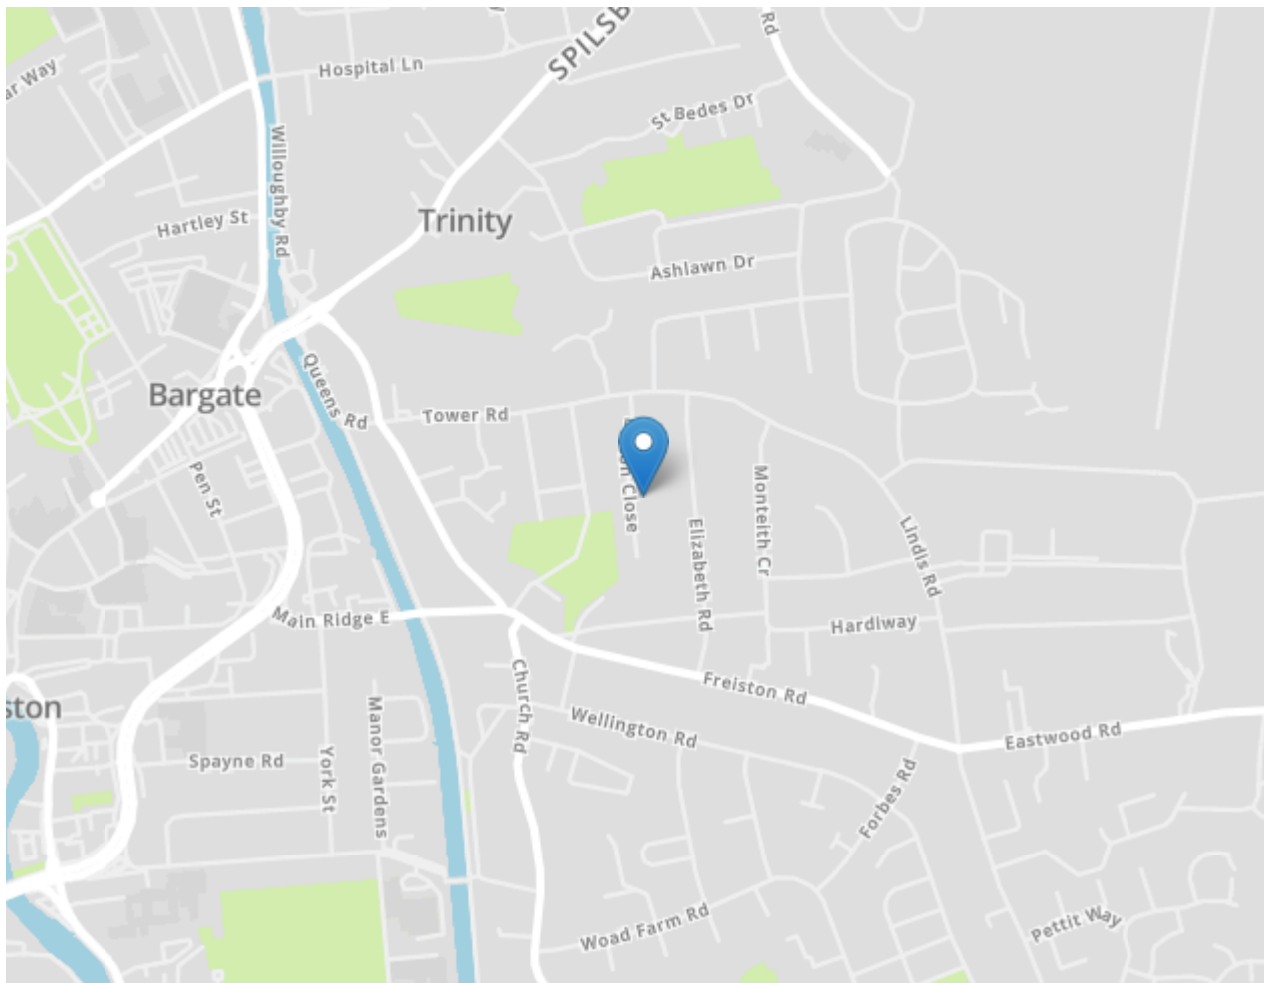 Rd
SPILSB
Hospital Ln
ar Way
St Bedes Dr
Willoughby Rd
Hartley St
Trinity
Ashlawn Dr
Bargate
Queens Rd
Tower Rd
Close
Pen St
Monteith Cr
Elizabeth Rd
Lindis Rd
Main Ridge E
Hardiway
Church Rd
Freiston Rd
ston
Manor Gardens
Wellington Rd
Eastwood Rd
Spayne Rd
York St
Forbes Rd
Woad Farm Rd
Pettit Way